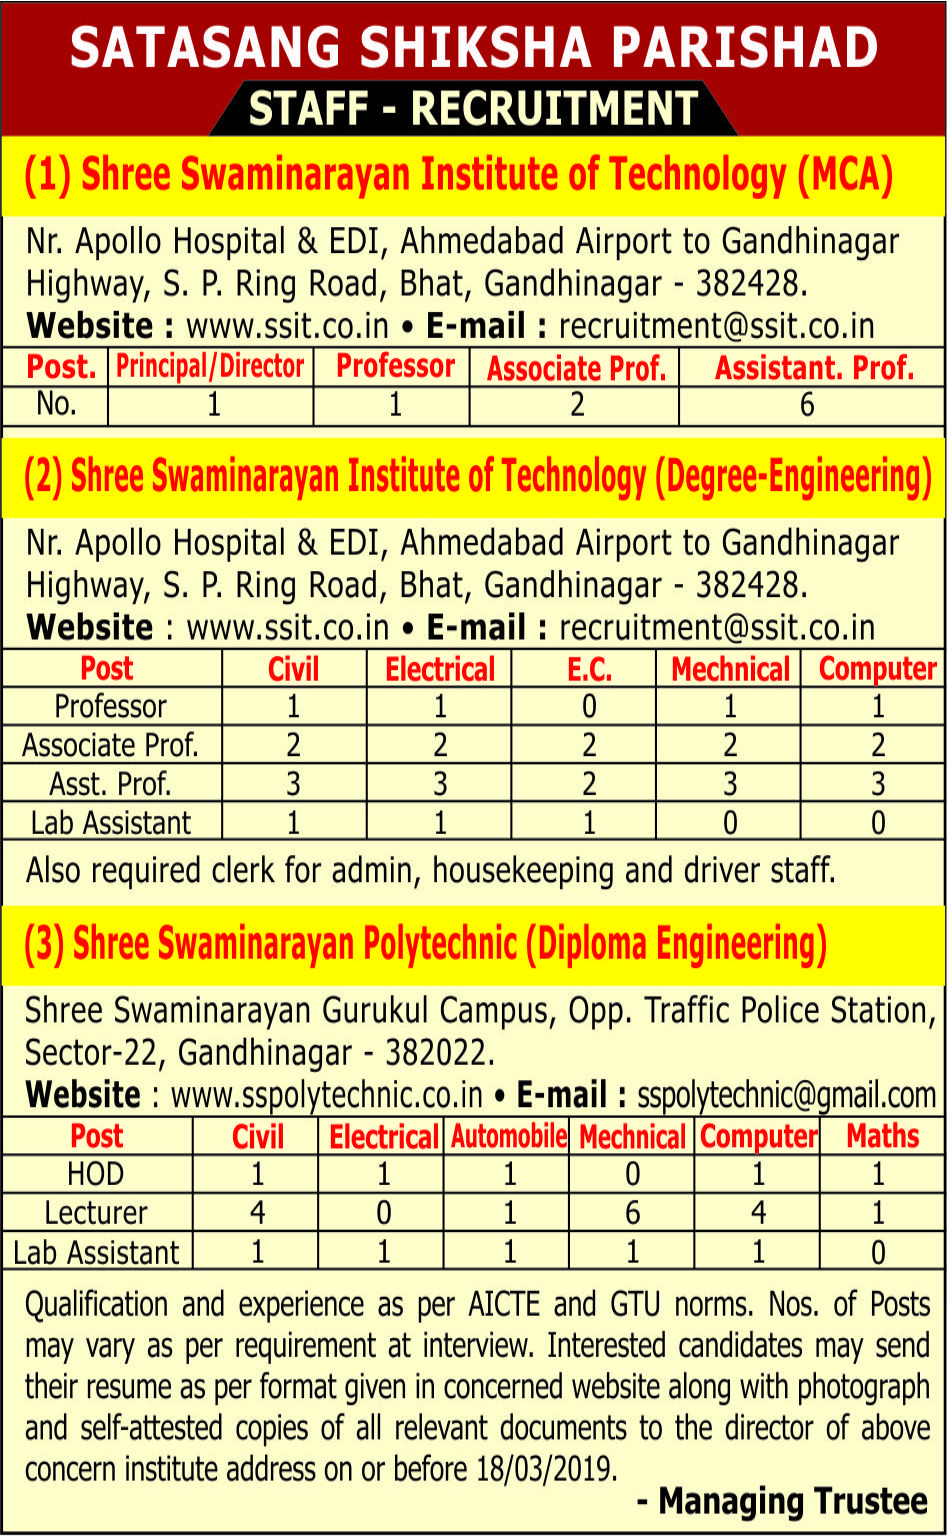 SATASANG SHIKSHA PARISHAD
STAFF - RECRUITMENT
(1) Shree Swaminarayan Institute of Technology (MCA)
Nr. Apollo Hospital & EDI, Ahmedabad Airport to Gandhinagar
Highway, S. P. Ring Road, Bhat, Gandhinagar - 382428.
Website : www.ssit.co.in • E-mail : recruitment@ssit.co.in
Post. Principal/Director Professor Associate Prof. Assistant. Prof.
No. 1 1 2 6
(2) Shree Swaminarayan Institute of Technology (Degree-Engineering)
Nr. Apollo Hospital & EDI, Ahmedabad Airport to Gandhinagar
Highway, S. P. Ring Road, Bhat, Gandhinagar - 382428.
Website : www.ssit.co.in • E-mail : recruitment@ssit.co.in
Post Civil Electrical E.C. Mechnical Computer
Professor 1 1 0 1 1
Associate Prof. 2 2 2 2 2
Asst. Prof. 3 3 2 3 3
Lab Assistant 1 1 1 0 0
Also required clerk for admin, housekeeping and driver staff.
(3) Shree Swaminarayan Polytechnic (Diploma Engineering)
Shree Swaminarayan Gurukul Campus, Opp. Traffic Police Station,
Sector-22, Gandhinagar - 382022.
Website : www.sspolytechnic.co.in • E-mail : sspolytechnic@gmail.com
Post Civil Electrical Automobile Mechnical Computer Maths
HOD 1 1 1 0 1 1
Lecturer 4 0 1 6 4 1
Lab Assistant 1 1 1 1 1 0
Qualification and experience as per AICTE and GTU norms. Nos. of Posts
may vary as per requirement at interview. Interested candidates may send
their resume as per format given in concerned website along with photograph
and self-attested copies of all relevant documents to the director of above
concern institute address on or before 18/03/2019.
- Managing Trustee